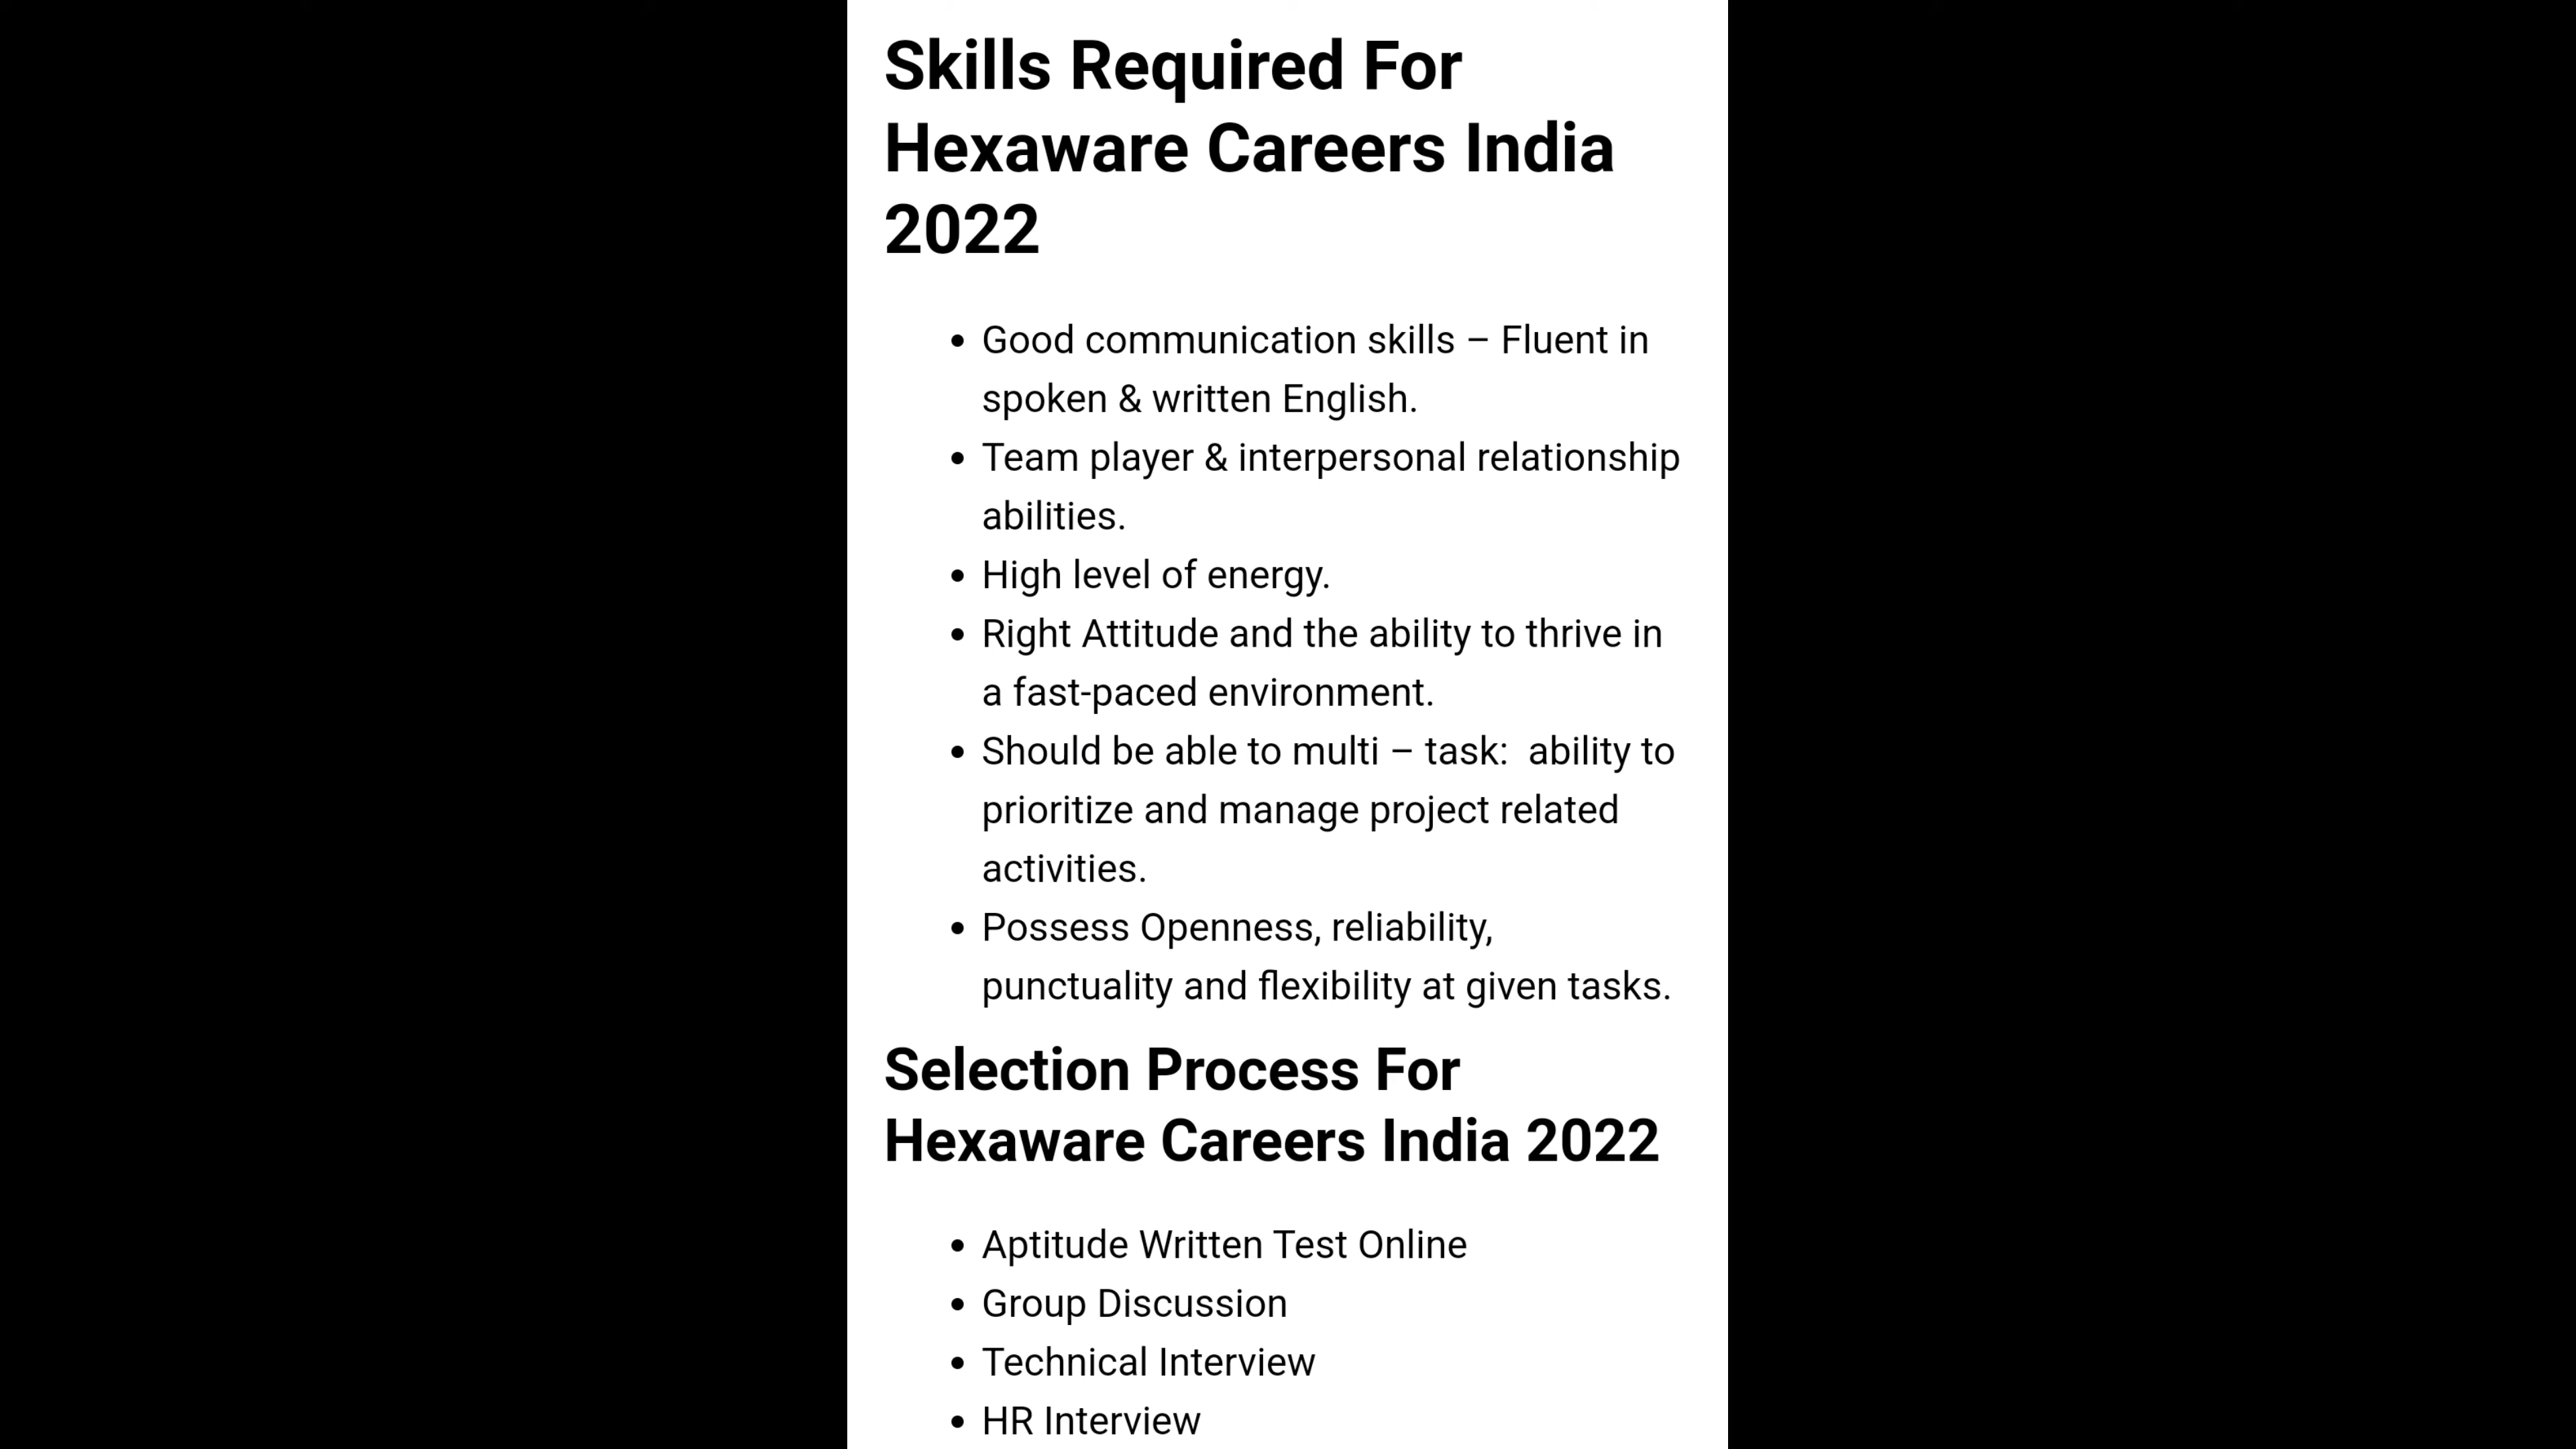 Skills Required For
Hexaware Careers India
2022
• Good communication skills – Fluent in
spoken & written English.
• Team player & interpersonal relationship
abilities.
• High level of energy.
• Right Attitude and the ability to thrive in
a fast-paced environment.
• Should be able to multi – task:  ability to
prioritize and manage project related
activities.
• Possess Openness, reliability,
punctuality and flexibility at given tasks.
Selection Process For
Hexaware Careers India 2022
• Aptitude Written Test Online
• Group Discussion
• Technical Interview
• HR Interview